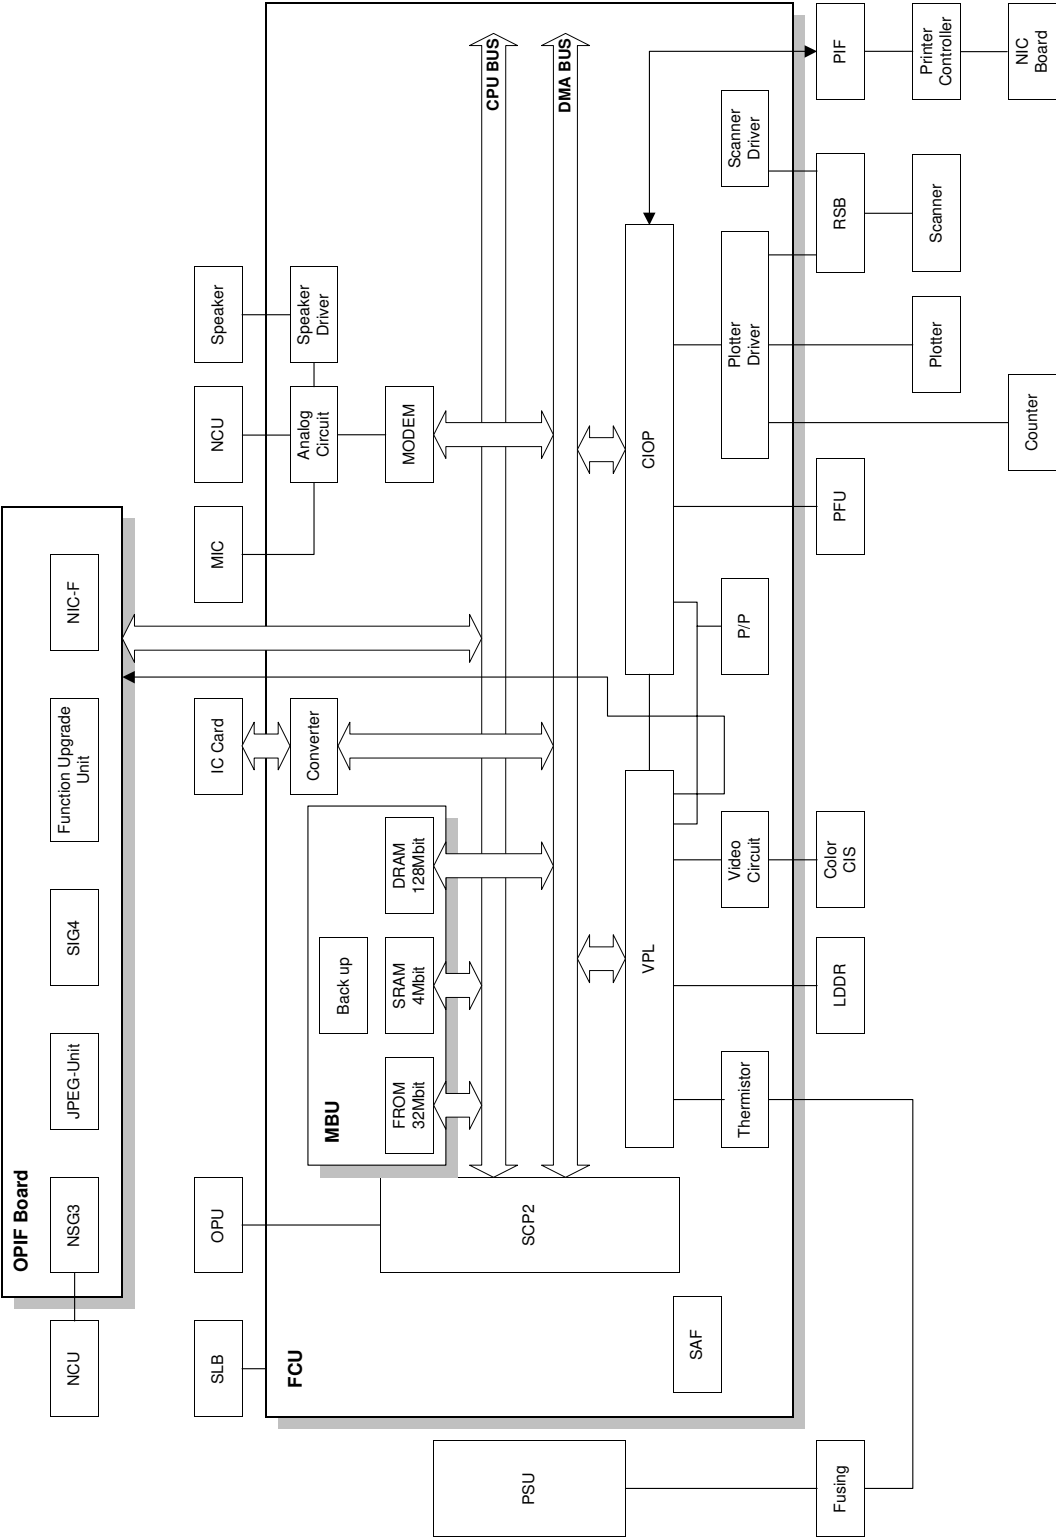 OPIF Board
NCU
NSG3
JPEG-Unit
SIG4
Function Upgrade
Unit
NIC-F
SLB
OPU
IC Card
MIC
NCU
Speaker
FCU
MBU
Back up
Converter
Analog
Circuit
Speaker
Driver
FROM
32Mbit
SRAM
4Mbit
DRAM
128Mbit
MODEM
CPU BUS
DMA BUS
PSU
SCP2
VPL
CIOP
SAF
Thermistor
Video
Circuit
P/P
Plotter
Driver
Scanner
Driver
Fusing
LDDR
Color
CIS
PFU
RSB
PIF
Plotter
Scanner
Printer
Controller
Counter
NIC
Board